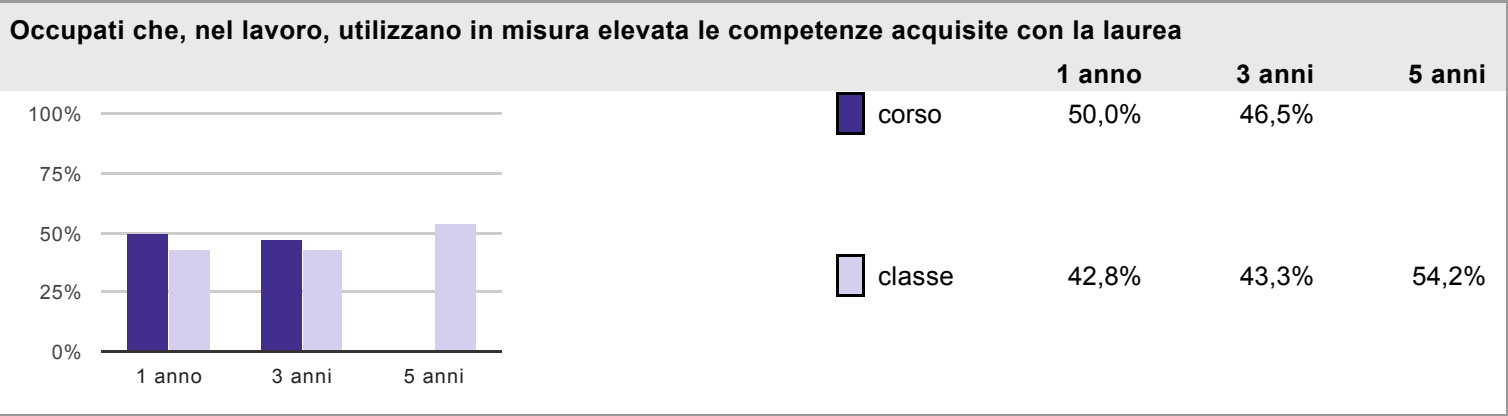 Occupati che, nel lavoro, utilizzano in misura elevata le competenze acquisite con la laurea
1 anno 3 anni 5 anni
100%
75%
50%
25%
0%
1 anno 3 anni 5 anni
corso 50,0% 46,5%
classe 42,8% 43,3% 54,2%